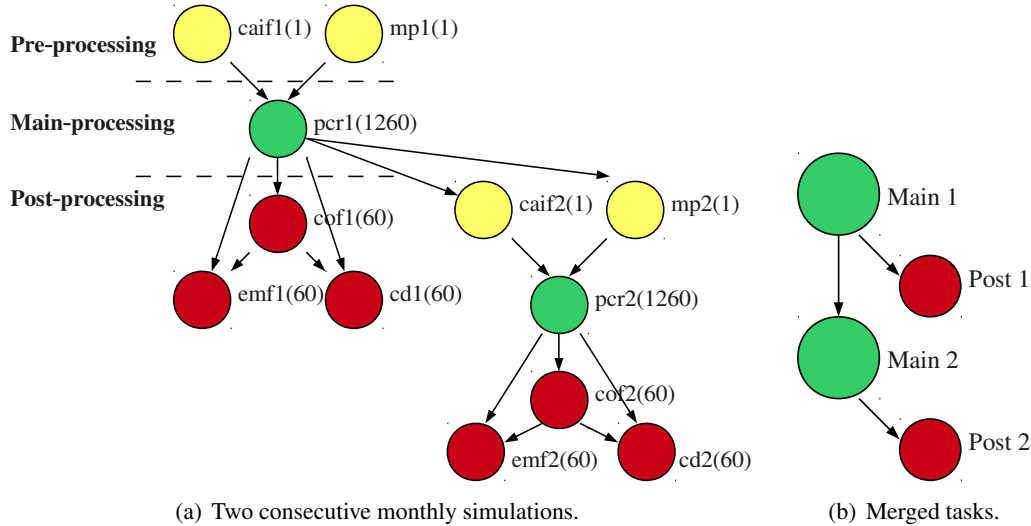 caif1(1)
mp1(1)
Pre-processing
Main-processing
pcr1(1260)
Post-processing
cof1(60)
caif2(1)
mp2(1)
emf1(60)
cd1(60)
pcr2(1260)
cof2(60)
emf2(60)
cd2(60)
(a) Two consecutive monthly simulations.
Main 1
Post 1
Main 2
Post 2
(b) Merged tasks.